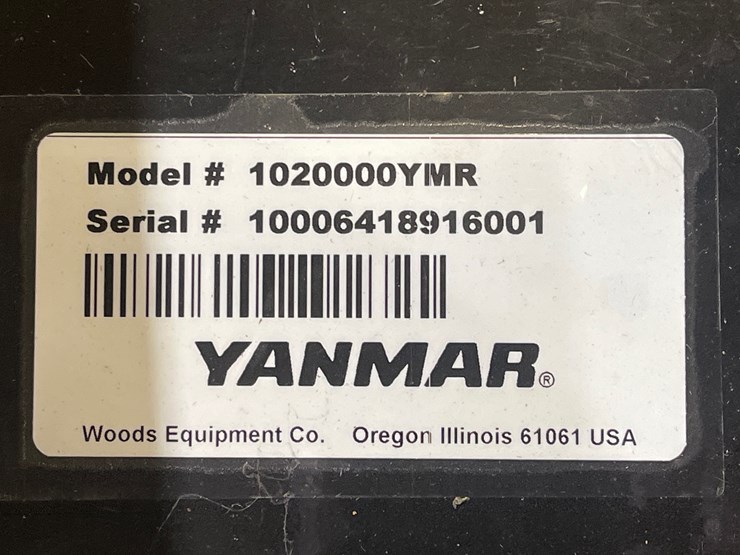 Model # 1020000YMR
Serial # 10006418916001
YANMAR®
Woods Equipment Co. Oregon Illinois 61061 USA